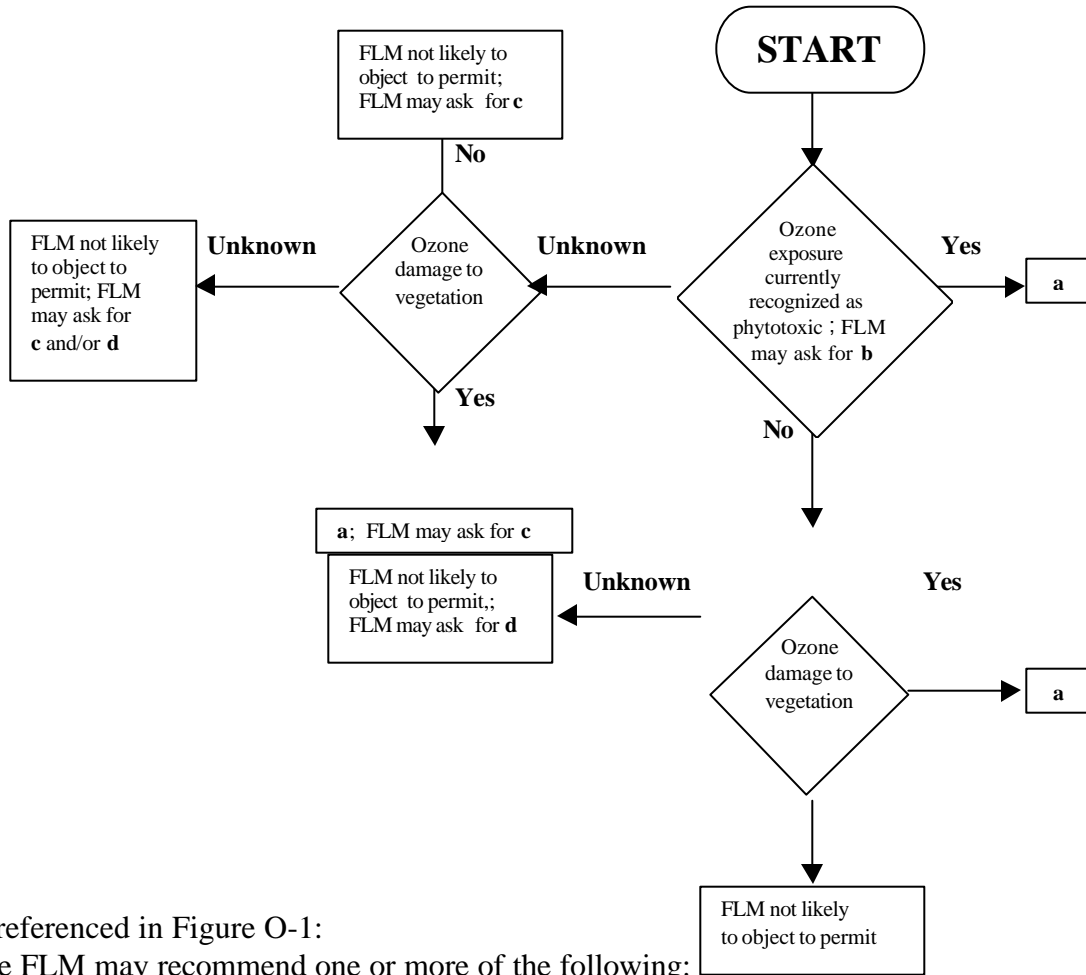 START
FLM not likely to
object to permit;
FLM may ask for c
No
Ozone
exposure
currently
recognized as
phytotoxic ; FLM
may ask for b
Yes
a
Unknown
Ozone
damage to
vegetation
Unknown
FLM not likely
to object to
permit; FLM
may ask for
c and/or d
Yes
No
a; FLM may ask for c
FLM not likely to
object to permit,;
FLM may ask for d
Unknown
Yes
Ozone
damage to
vegetation
a
FLM not likely
to object to permit
referenced in Figure O-1:
FLM may recommend one or more of the following: